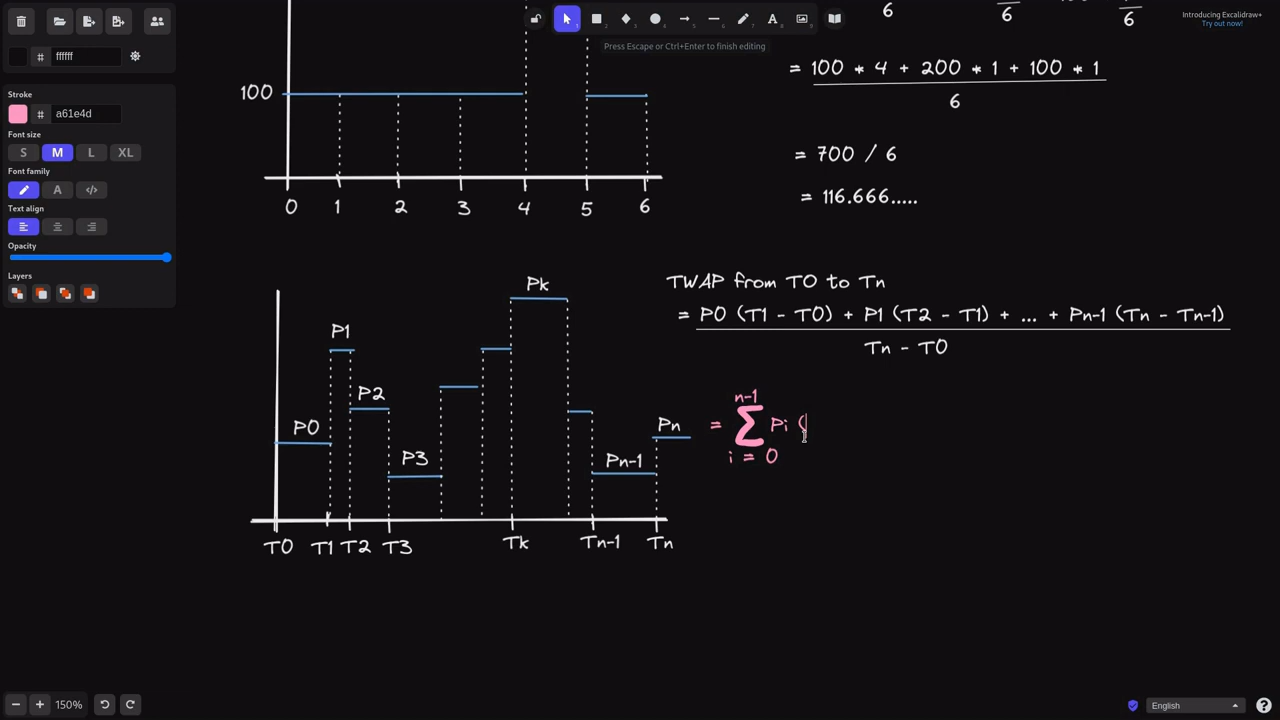 Introducing Excalidraw+
Try out now!
Press Escape or Ctrl+Enter to finish editing
# ffffff
Stroke
# a61e4d
Font size
S M L XL
Font family
A </>
Text align
Opacity
Layers
6 6 6
100
= 100 * 4 + 200 * 1 + 100 * 1
6
= 700 / 6
= 116.666.....
0 1 2 3 4 5 6
TWAP from T0 to Tn
= P0 (T1 - T0) + P1 (T2 - T1) + ... + Pn-1 (Tn - Tn-1)
Tn - T0
Pk
P1
P2
P0
P3
Pn-1
Pn
n-1
= ∑ Pi (
i = 0
T0 T1 T2 T3 Tk Tn-1 Tn
150%
English